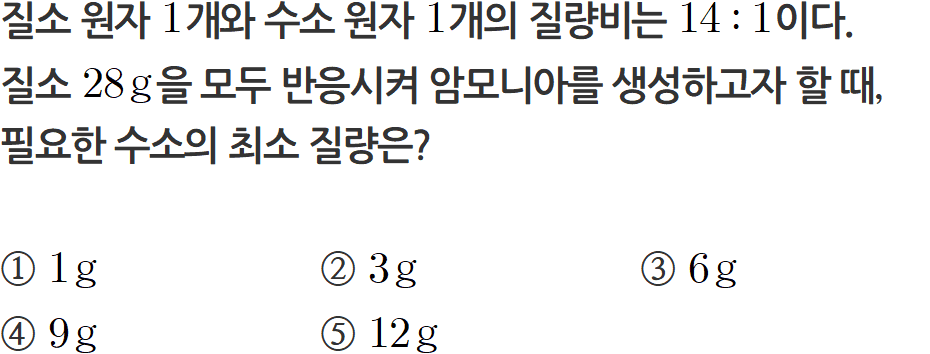 질소 원자 1개와 수소 원자 1개의 질량비는 14 : 1이다.
질소 28 g을 모두 반응시켜 암모니아를 생성하고자 할 때,
필요한 수소의 최소 질량은?
① 1 g ② 3 g ③ 6 g
④ 9 g ⑤ 12 g